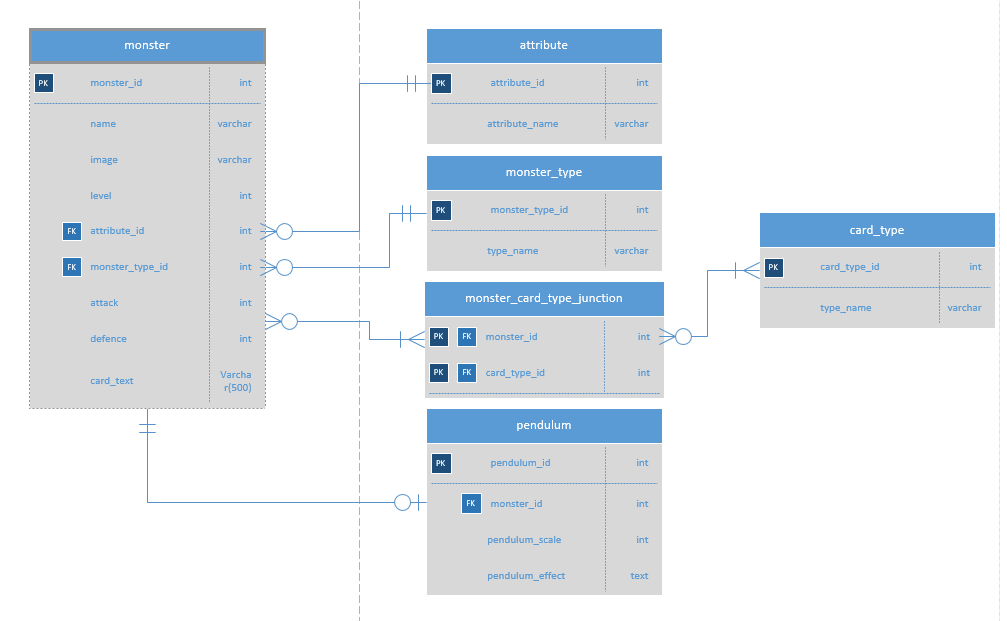 monster
PK monster_id int
name varchar
image varchar
level int
FK attribute_id int
FK monster_type_id int
attack int
defence int
card_text Varcha
r(500)
attribute
PK attribute_id int
attribute_name varchar
monster_type
PK monster_type_id int
type_name varchar
monster_card_type_junction
PK FK monster_id int
PK FK card_type_id int
pendulum
PK pendulum_id int
FK monster_id int
pendulum_scale int
pendulum_effect text
card_type
PK card_type_id int
type_name varchar